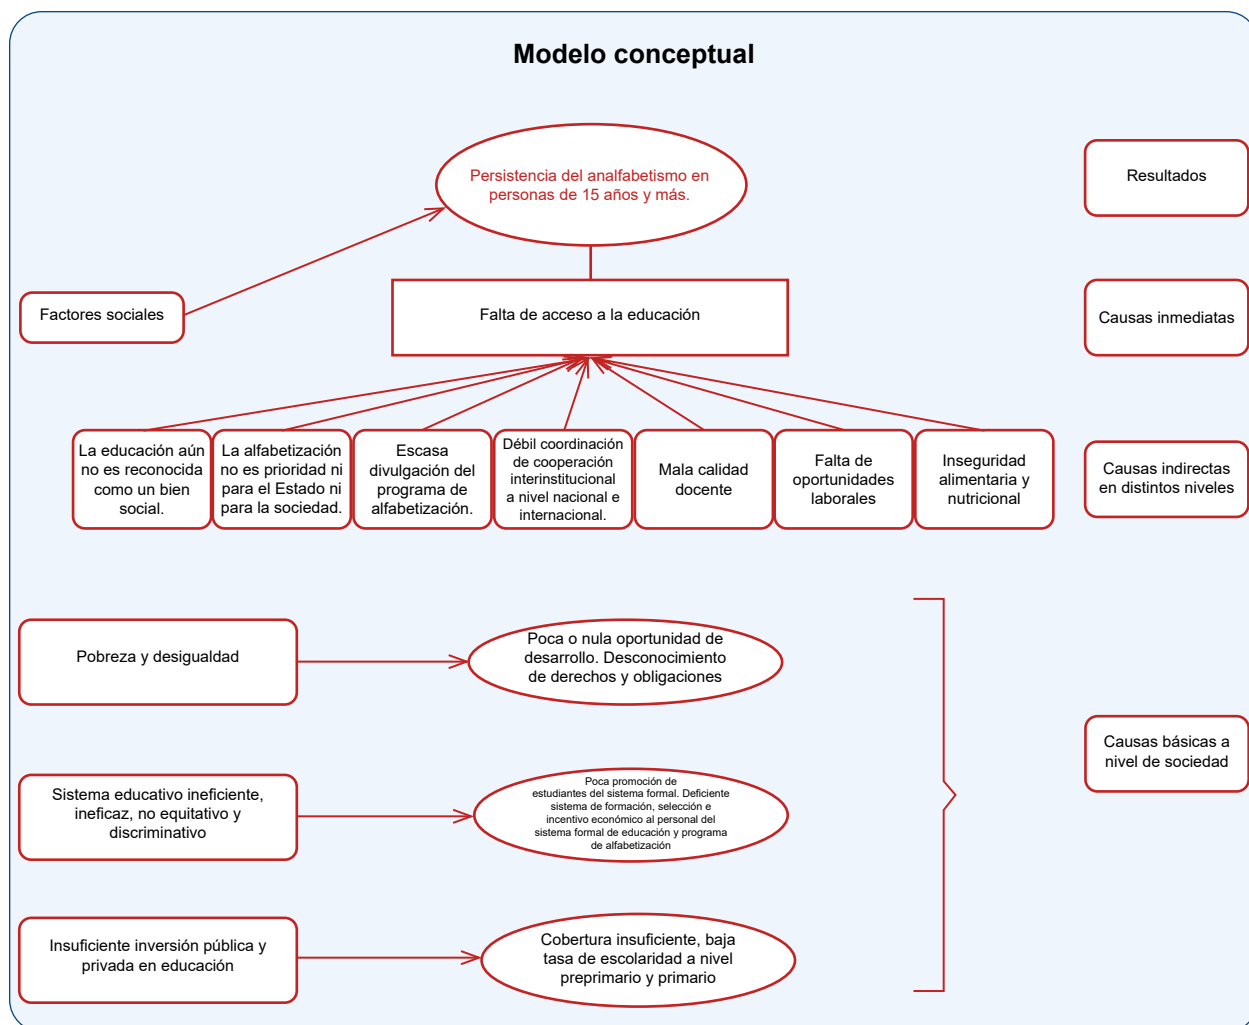 Modelo conceptual
Persistencia del analfabetismo en
personas de 15 años y más.
Resultados
Factores sociales
Falta de acceso a la educación
Causas inmediatas
La educación aún
no es reconocida
como un bien
social.
La alfabetización
no es prioridad ni
para el Estado ni
para la sociedad.
Escasa
divulgación del
programa de
alfabetización.
Débil coordinación
de cooperación
interinstitucional
a nivel nacional e
internacional.
Mala calidad
docente
Falta de
oportunidades
laborales
Inseguridad
alimentaria y
nutricional
Causas indirectas
en distintos niveles
Pobreza y desigualdad
Poca o nula oportunidad de
desarrollo. Desconocimiento
de derechos y obligaciones
Causas básicas a
nivel de sociedad
Sistema educativo ineficiente,
ineficaz, no equitativo y
discriminativo
Poca promoción de
estudiantes del sistema formal. Deficiente
sistema de formación, selección e
incentivo económico al personal del
sistema formal de educación y programa
de alfabetización
Insuficiente inversión pública y
privada en educación
Cobertura insuficiente, baja
tasa de escolaridad a nivel
preprimario y primario